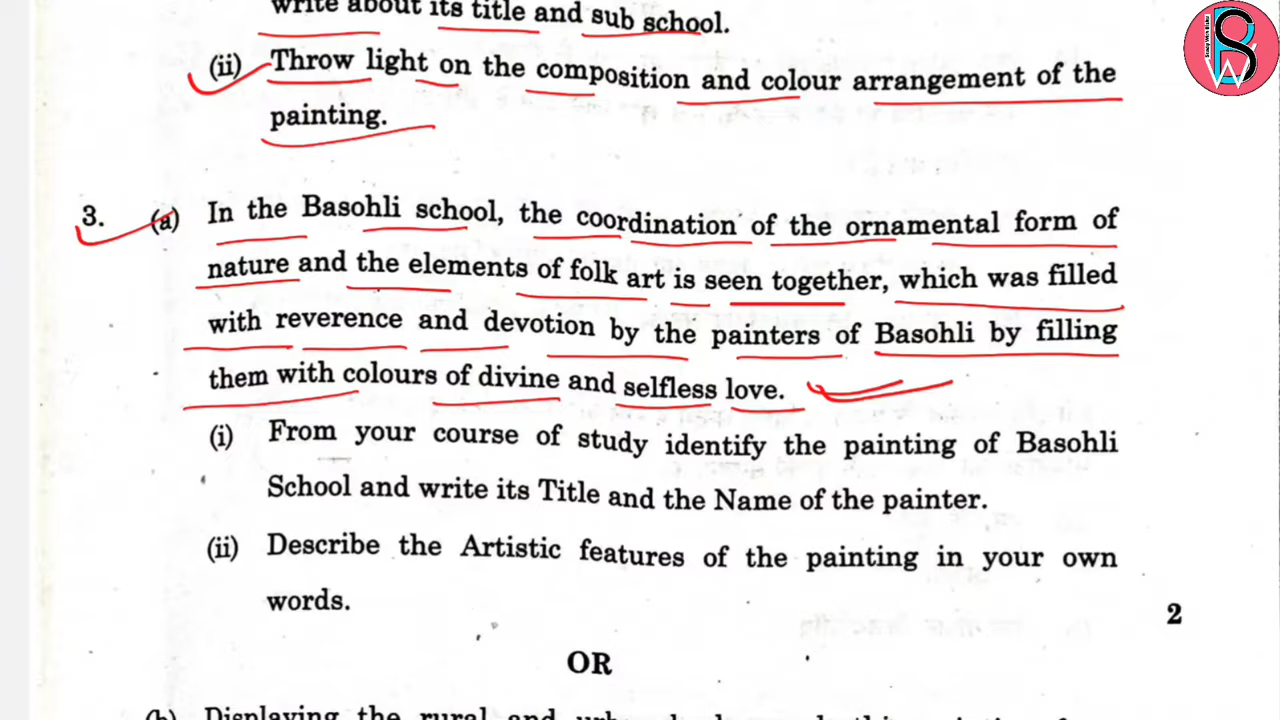 write about its title and sub school.
(ii) Throw light on the composition and colour arrangement of the
painting.
3. (a) In the Basohli school, the coordination of the ornamental form of
nature and the elements of folk art is seen together, which was filled
with reverence and devotion by the painters of Basohli by filling
them with colours of divine and selfless love.
(i) From your course of study identify the painting of Basohli
School and write its Title and the Name of the painter.
(ii) Describe the Artistic features of the painting in your own
words.
2
OR
(b) Displaying the rural and